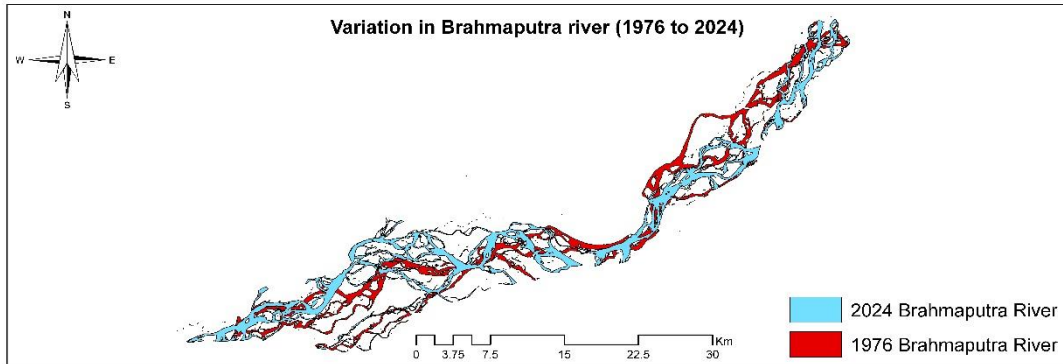 Variation in Brahmaputra river (1976 to 2024)
N
W E
S
2024 Brahmaputra River
1976 Brahmaputra River
Km
0 3.75 7.5 15 22.5 30